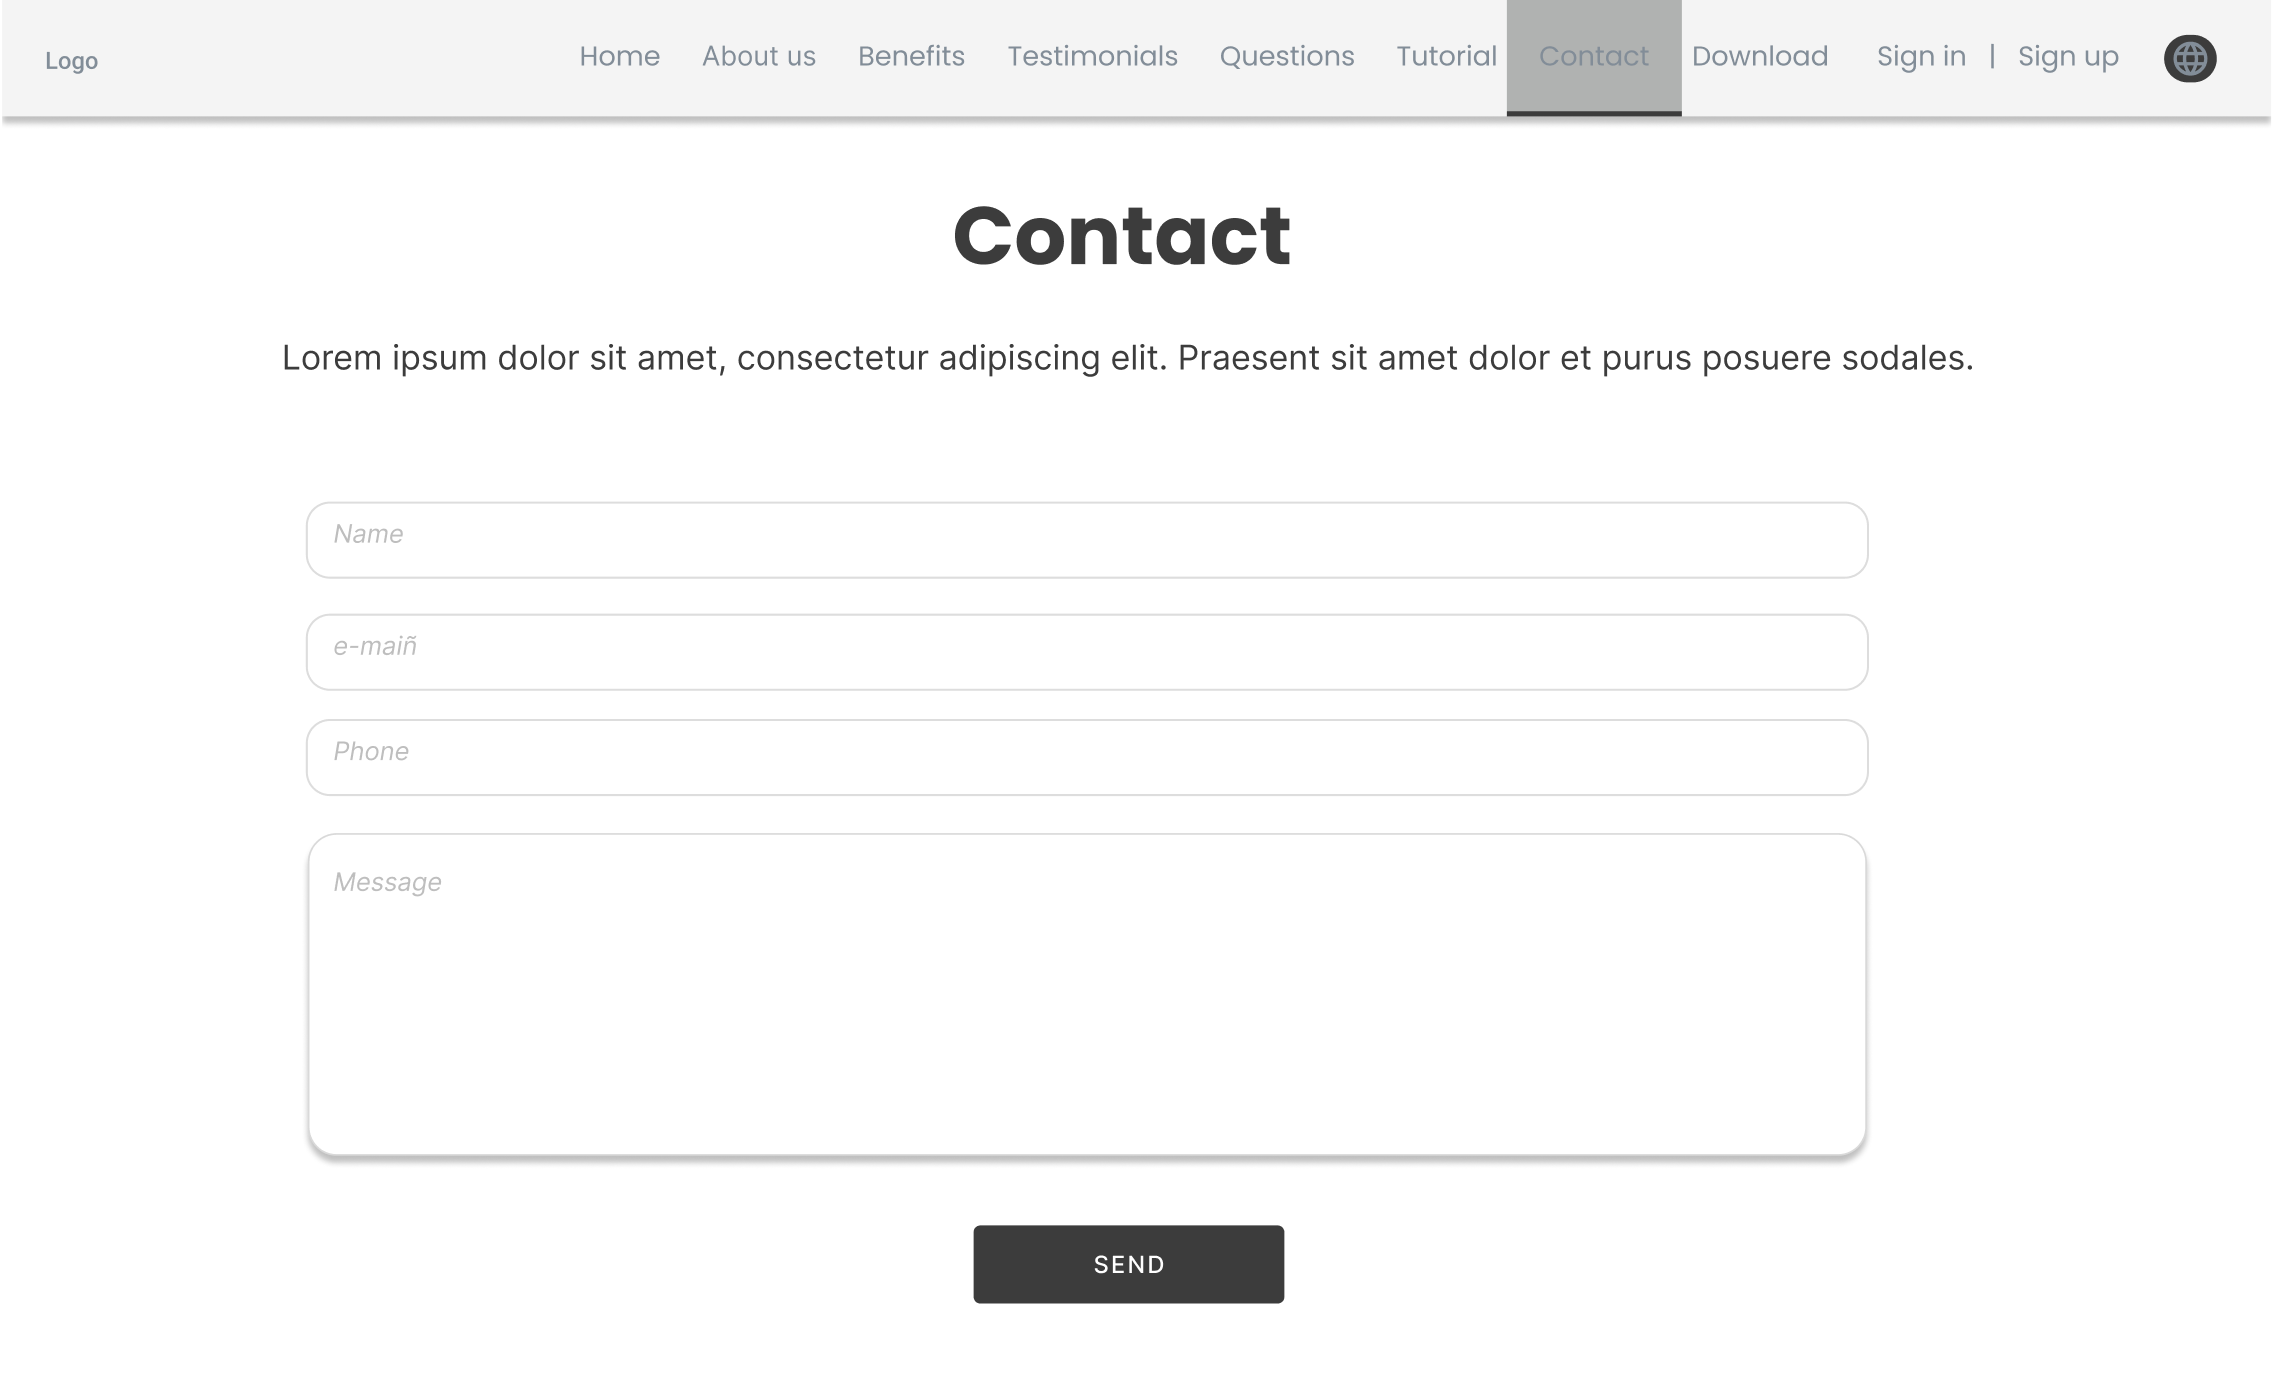 Logo Home About us Benefits Testimonials Questions Tutorial Contact Download Sign in | Sign up
Contact
Lorem ipsum dolor sit amet, consectetur adipiscing elit. Praesent sit amet dolor et purus posuere sodales.
Name
e-maiñ
Phone
Message
SEND